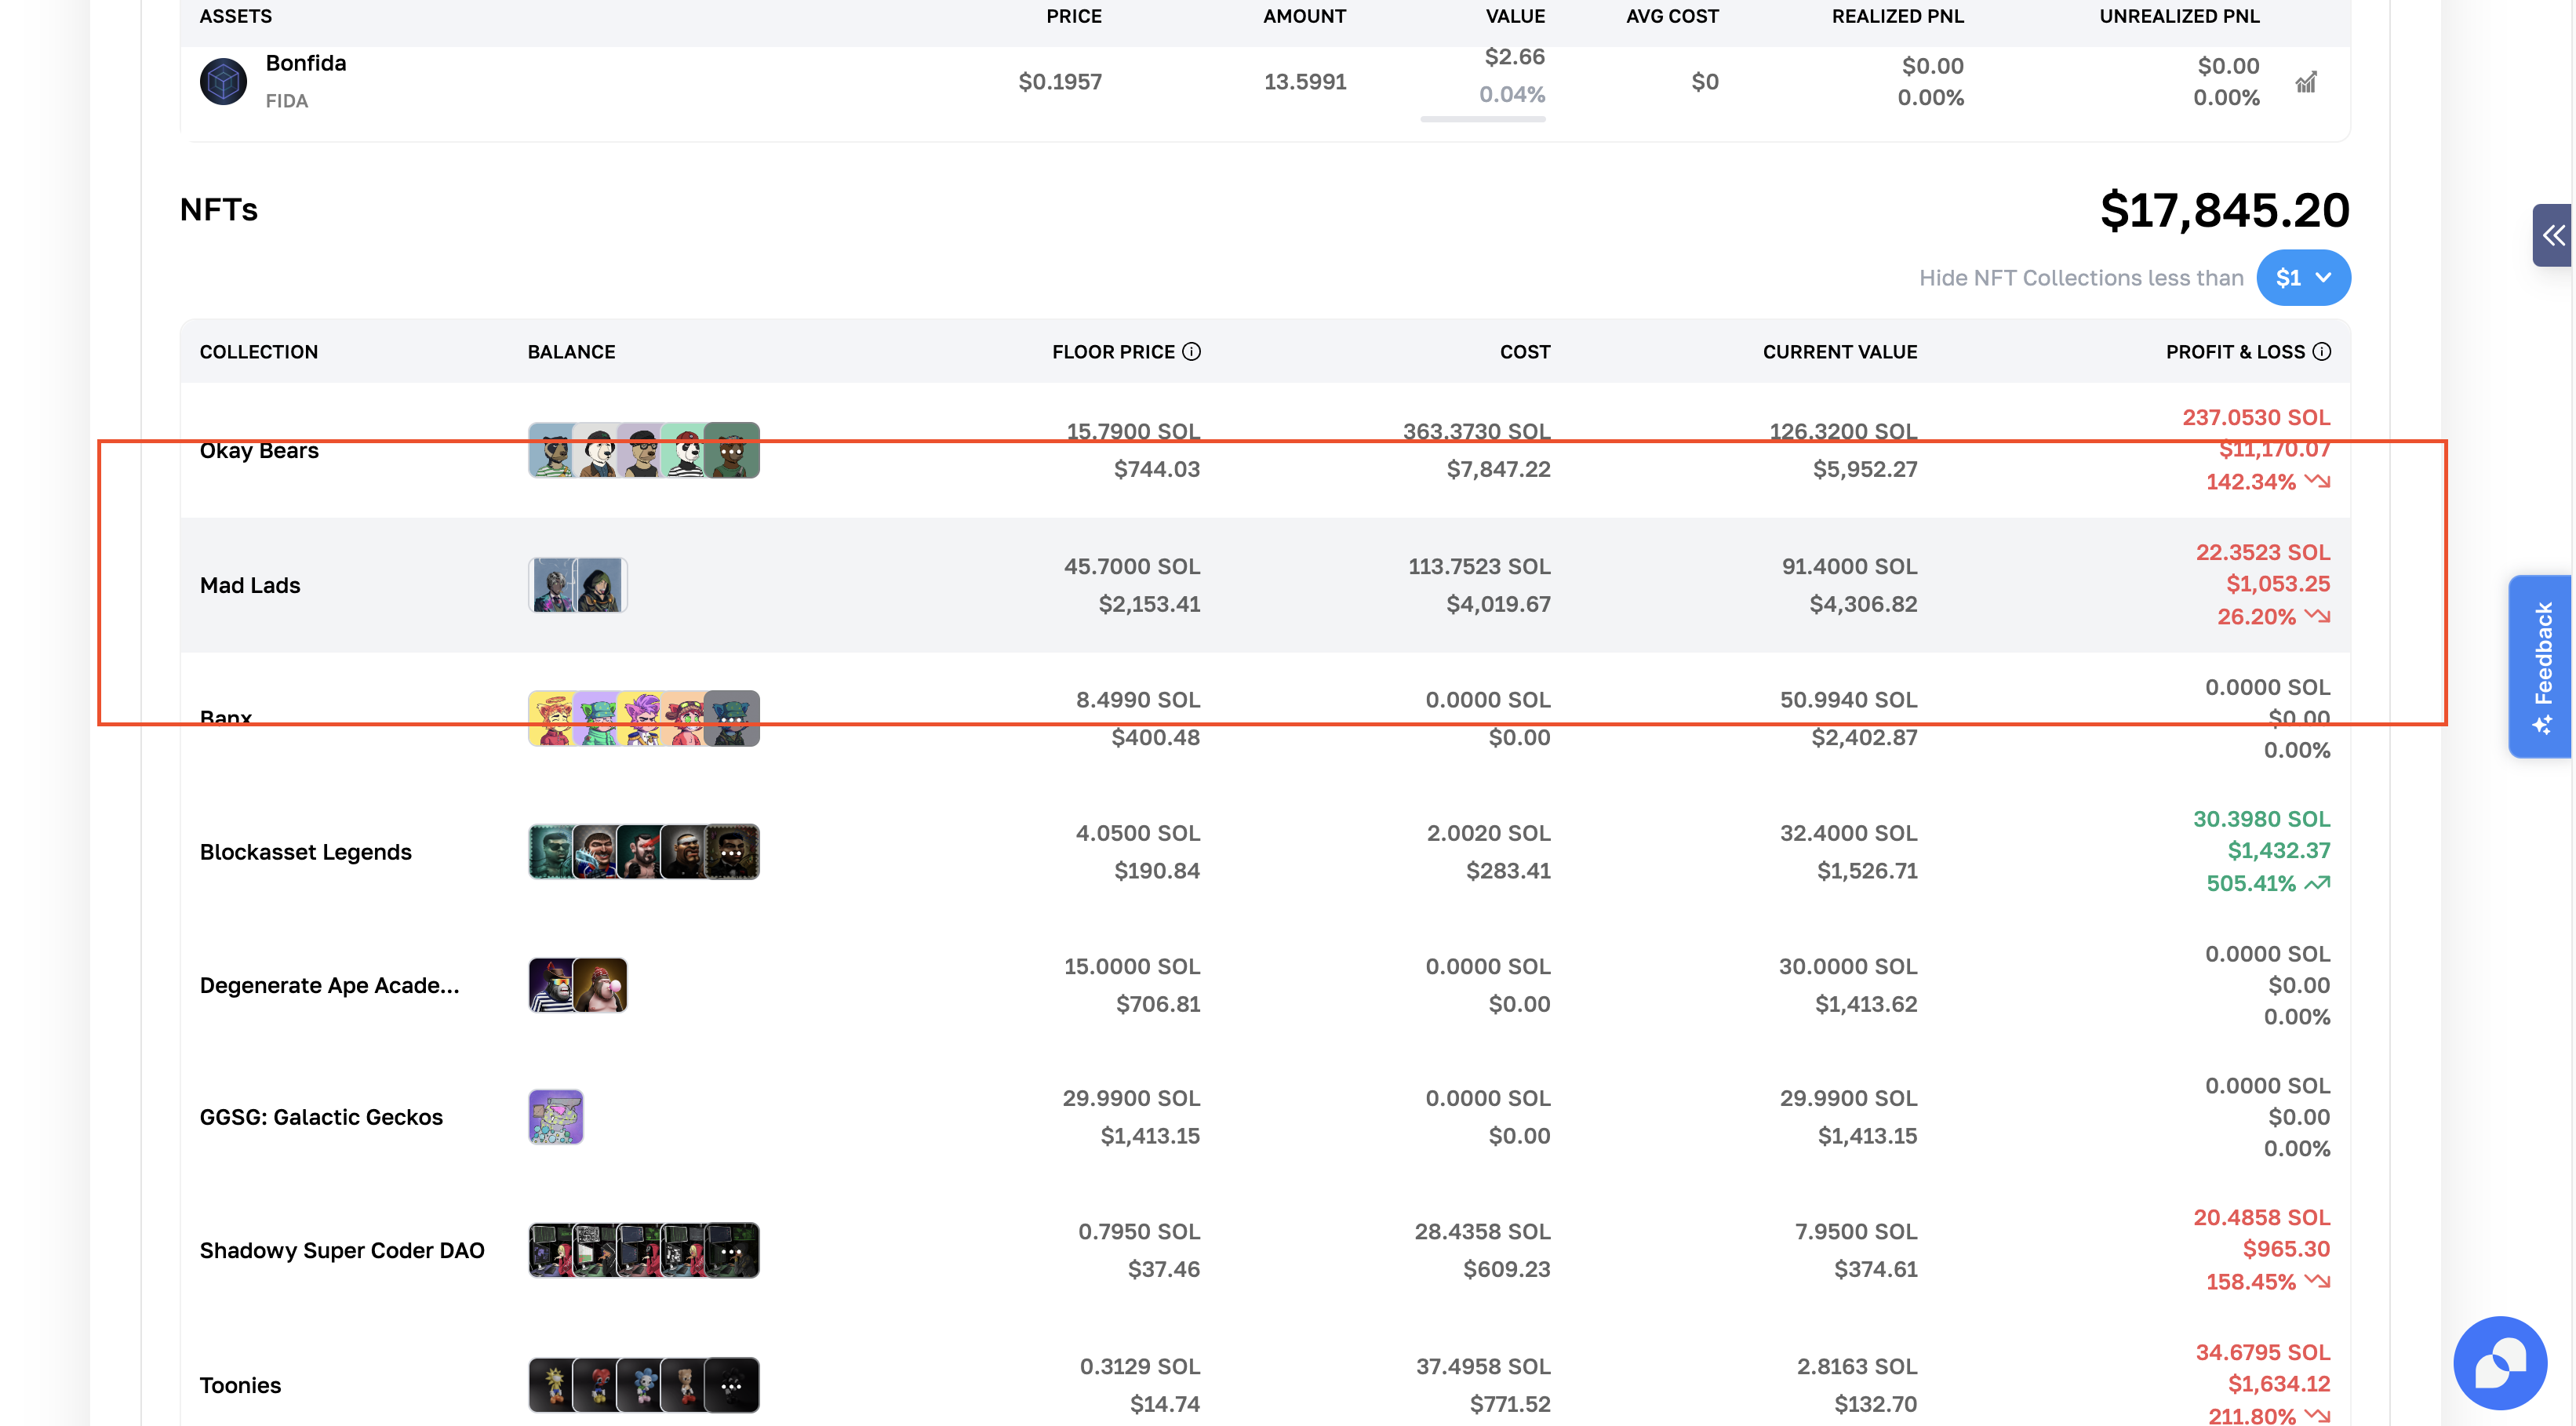 ASSETS PRICE AMOUNT VALUE AVG COST REALIZED PNL UNREALIZED PNL
Bonfida
FIDA
$0.1957
13.5991
$2.66
0.04%
$0
$0.00
0.00%
$0.00
0.00%
NFTs
$17,845.20
Hide NFT Collections less than $1
COLLECTION BALANCE FLOOR PRICE COST CURRENT VALUE PROFIT & LOSS
Okay Bears
15.7900 SOL
$744.03
363.3730 SOL
$7,847.22
126.3200 SOL
$5,952.27
237.0530 SOL
$11,170.07
142.34%
Mad Lads
45.7000 SOL
$2,153.41
113.7523 SOL
$4,019.67
91.4000 SOL
$4,306.82
22.3523 SOL
$1,053.25
26.20%
Banx
8.4990 SOL
$400.48
0.0000 SOL
$0.00
50.9940 SOL
$2,402.87
0.0000 SOL
$0.00
0.00%
Blockasset Legends
4.0500 SOL
$190.84
2.0020 SOL
$283.41
32.4000 SOL
$1,526.71
30.3980 SOL
$1,432.37
505.41%
Degenerate Ape Acade...
15.0000 SOL
$706.81
0.0000 SOL
$0.00
30.0000 SOL
$1,413.62
0.0000 SOL
$0.00
0.00%
GGSG: Galactic Geckos
29.9900 SOL
$1,413.15
0.0000 SOL
$0.00
29.9900 SOL
$1,413.15
0.0000 SOL
$0.00
0.00%
Shadowy Super Coder DAO
0.7950 SOL
$37.46
28.4358 SOL
$609.23
7.9500 SOL
$374.61
20.4858 SOL
$965.30
158.45%
Toonies
0.3129 SOL
$14.74
37.4958 SOL
$771.52
2.8163 SOL
$132.70
34.6795 SOL
$1,634.12
211.80%
Feedback